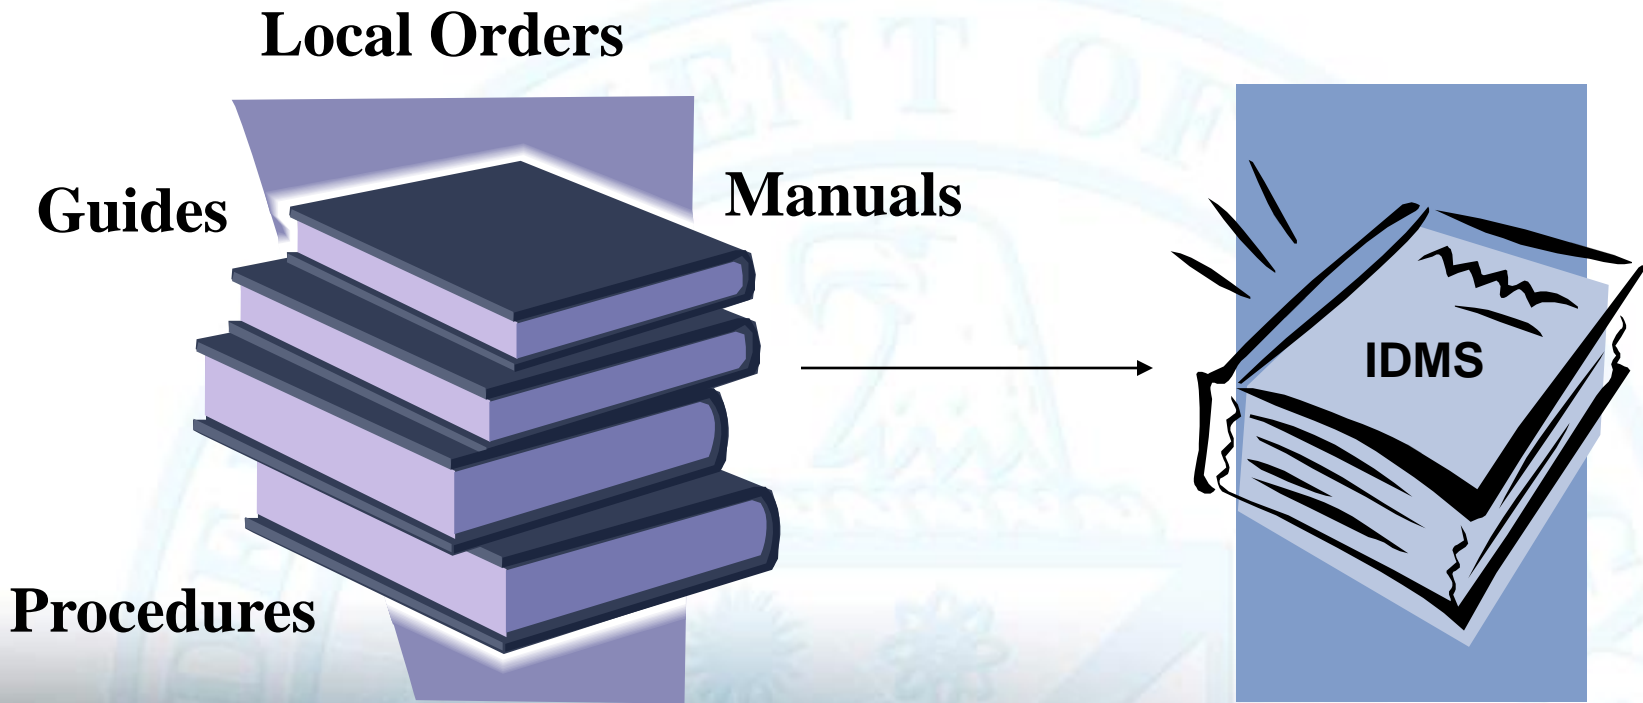 Local Orders
Guides
Manuals
IDMS
Procedures